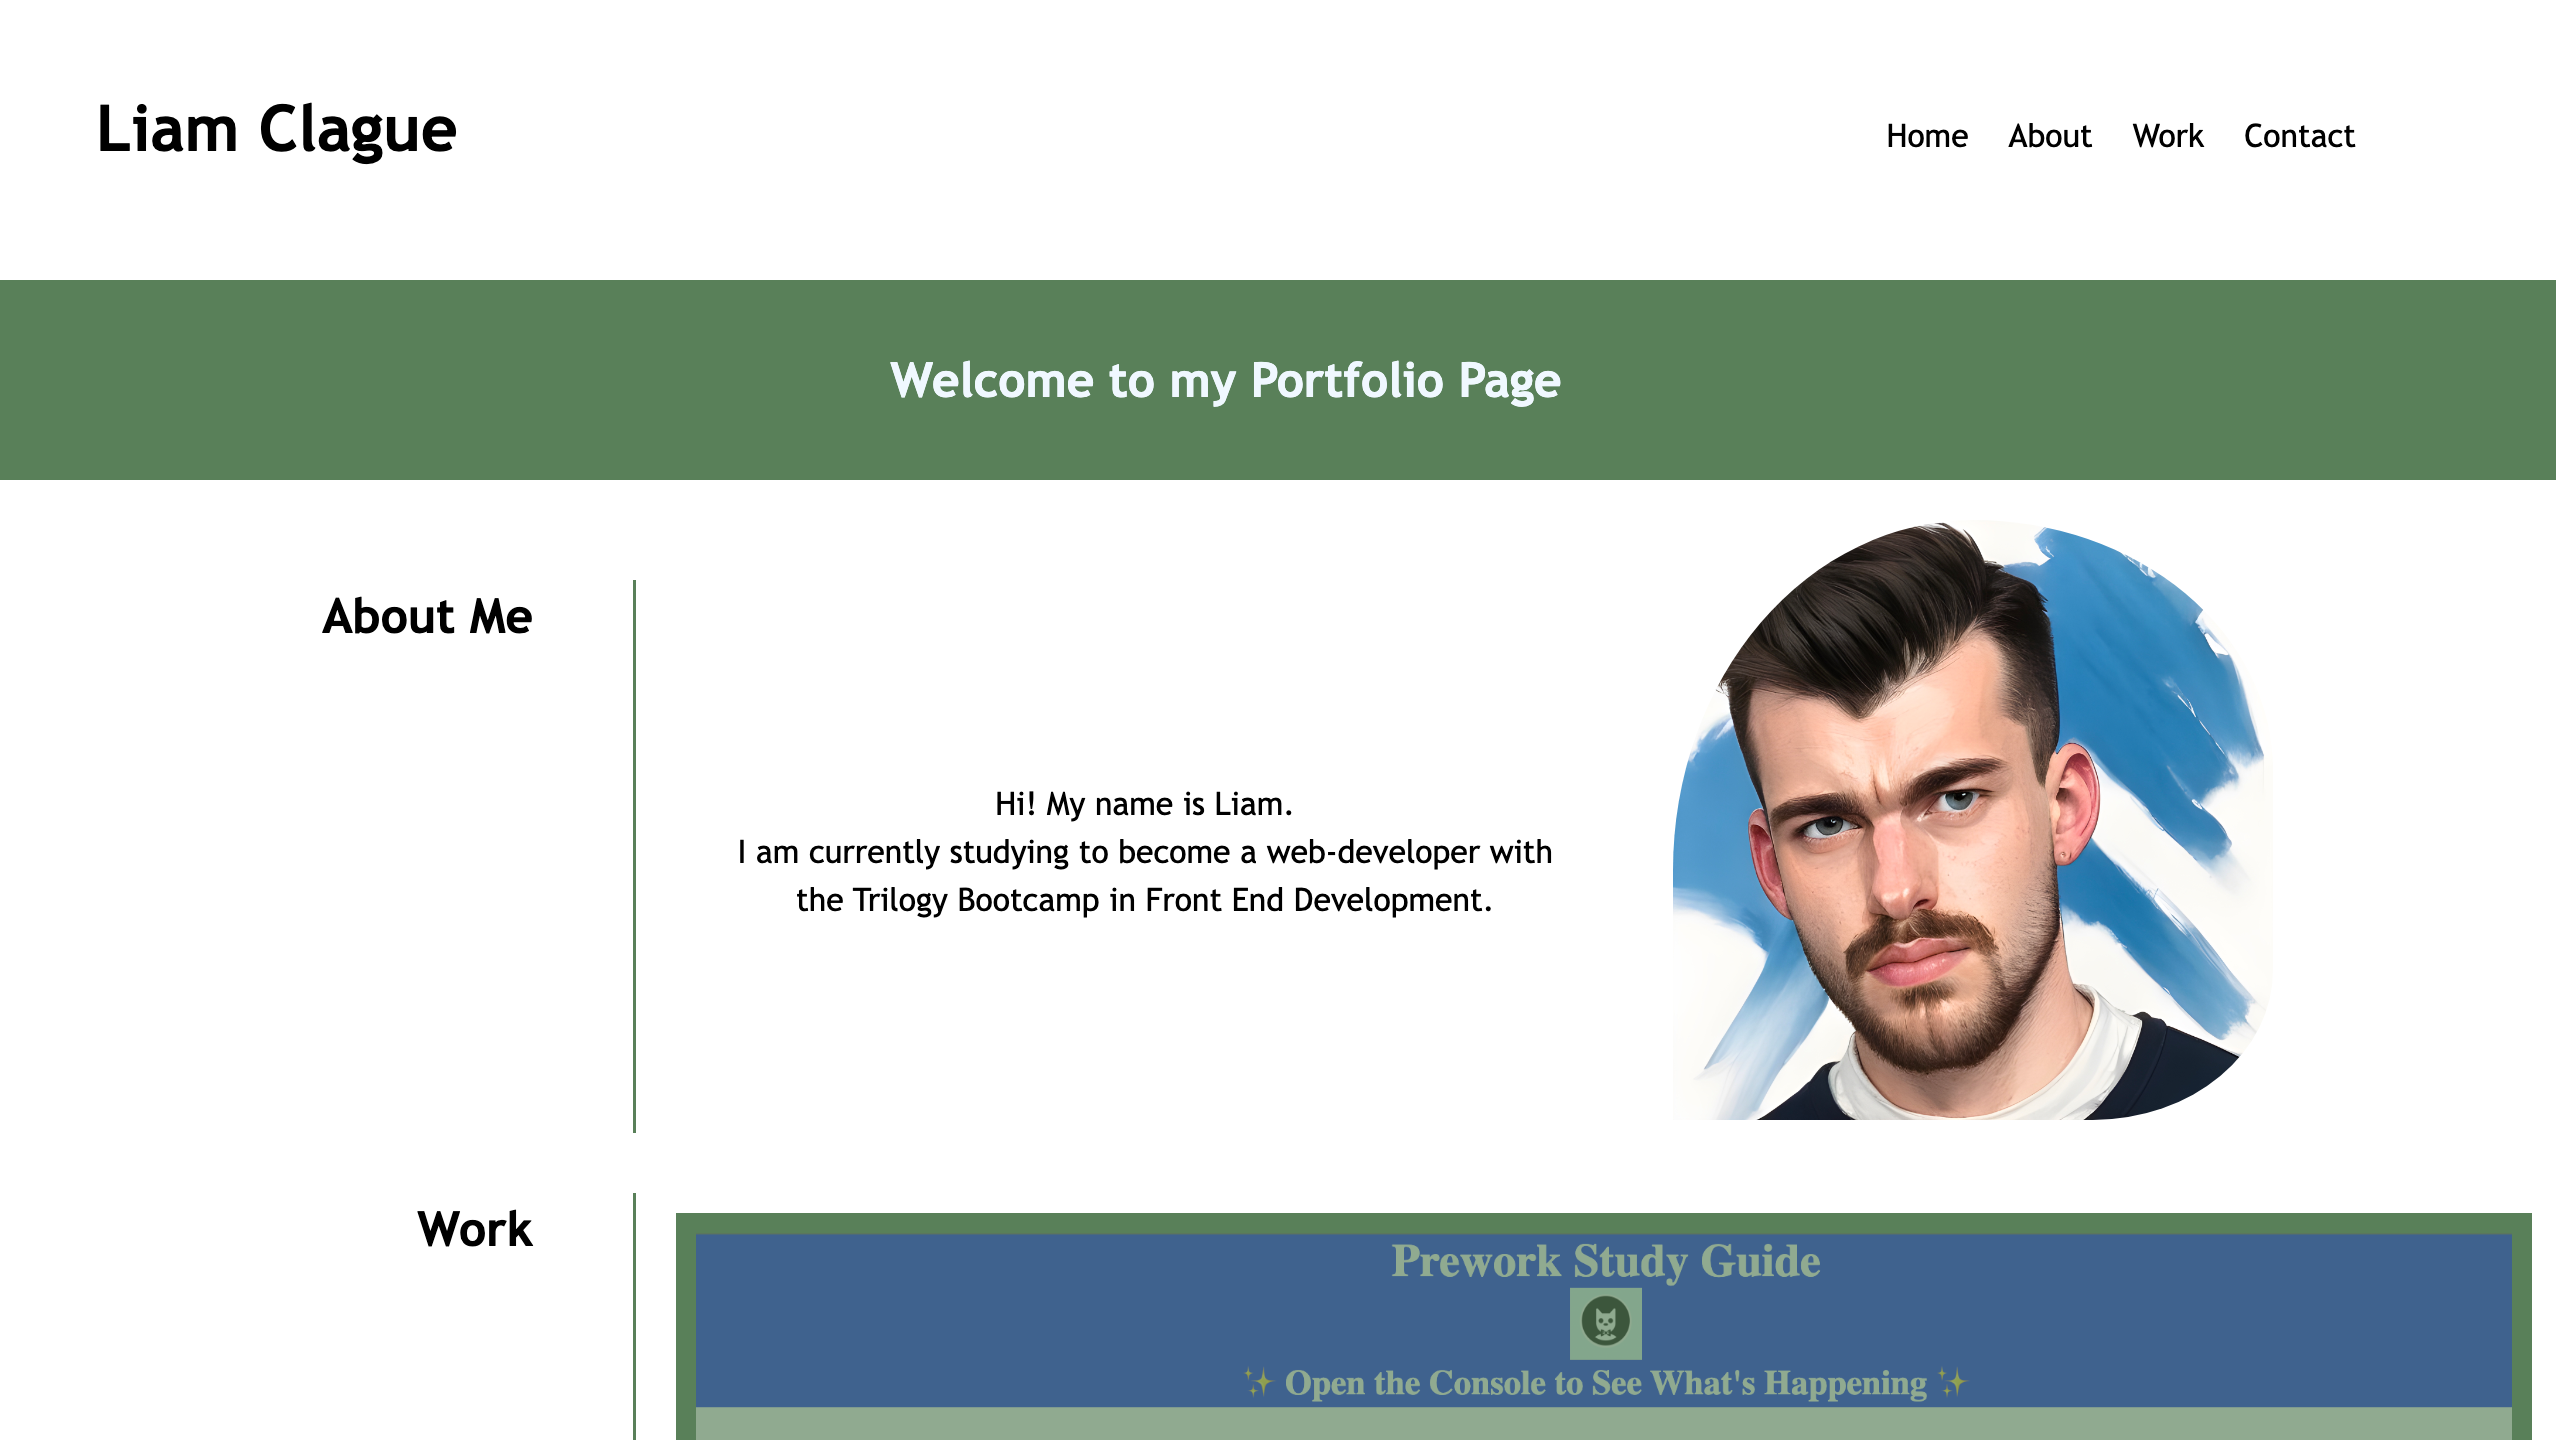 Liam Clague
Home About Work Contact
Welcome to my Portfolio Page
About Me
Hi! My name is Liam.
I am currently studying to become a web-developer with
the Trilogy Bootcamp in Front End Development.
Work
Prework Study Guide
✨ Open the Console to See What's Happening ✨